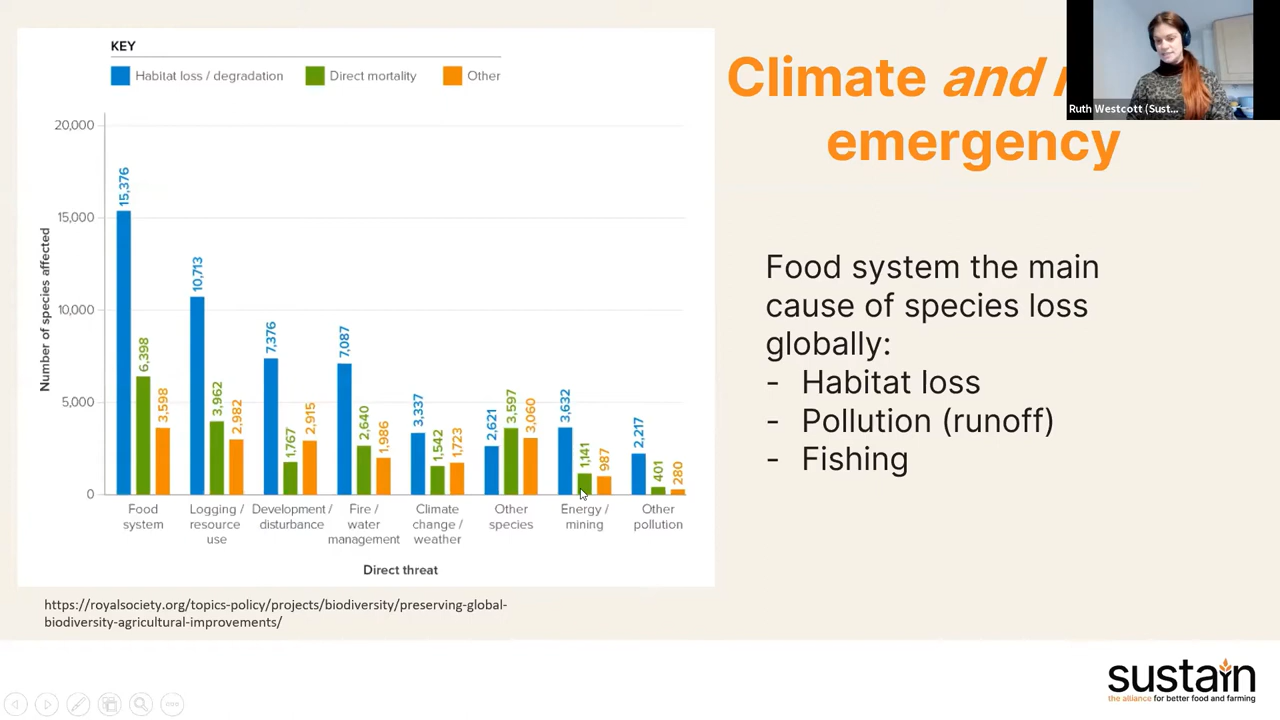 KEY
Habitat loss / degradation
Direct mortality
Other
Climate and
emergency
Ruth Westcott (Sust...
Number of species affected
20,000
15,000
10,000
5,000
0
15,376
6,398
3,598
10,713
3,962
2,982
7,376
1,767
2,915
7,087
2,640
1,986
3,337
1,542
1,723
2,621
3,597
3,060
3,632
1,141
987
2,217
401
280
Food
system
Logging /
resource
use
Development /
disturbance
Fire /
water
management
Climate
change /
weather
Other
species
Energy /
mining
Other
pollution
Direct threat
Food system the main
cause of species loss
globally:
- Habitat loss
- Pollution (runoff)
- Fishing
https://royalsociety.org/topics-policy/projects/biodiversity/preserving-global-
biodiversity-agricultural-improvements/
sustain
the alliance for better food and farming